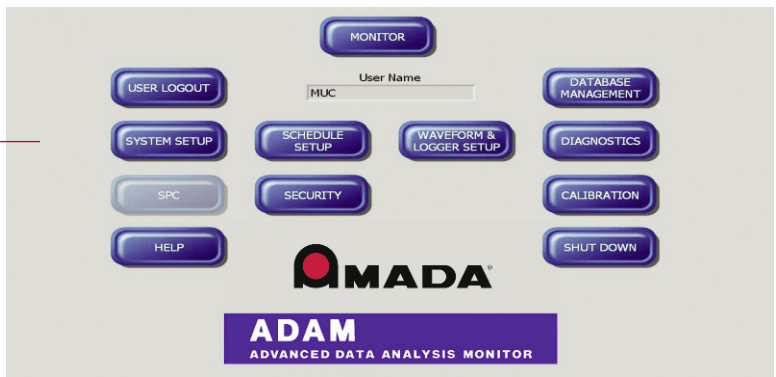 MONITOR
User Name
USER LOGOUT
MUC
DATABASE
MANAGEMENT
SYSTEM SETUP
SCHEDULE
SETUP
WAVEFORM &
LOGGER SETUP
DIAGNOSTICS
SPC
SECURITY
CALIBRATION
HELP
SHUT DOWN
AMADA®
ADAM
ADVANCED DATA ANALYSIS MONITOR